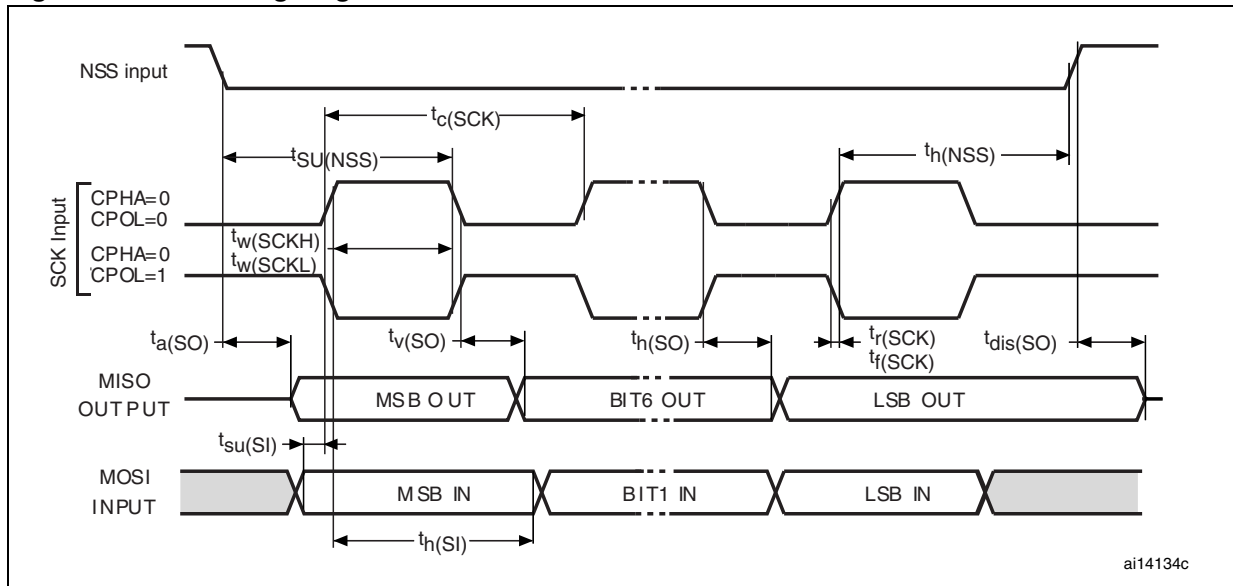 NSS input
tc(SCK)
tSU(NSS)
th(NSS)
SCK Input
CPHA=0
CPOL=0
tw(SCKH)
CPHA=0
tw(SCKL)
CPOL=1
ta(SO)
tv(SO)
th(SO)
tr(SCK)
tf(SCK)
tdis(SO)
MISO
OUTPUT
MSB OUT
BIT6 OUT
LSB OUT
tsu(SI)
MOSI
INPUT
MSB IN
BIT1 IN
LSB IN
th(SI)
ai14134c